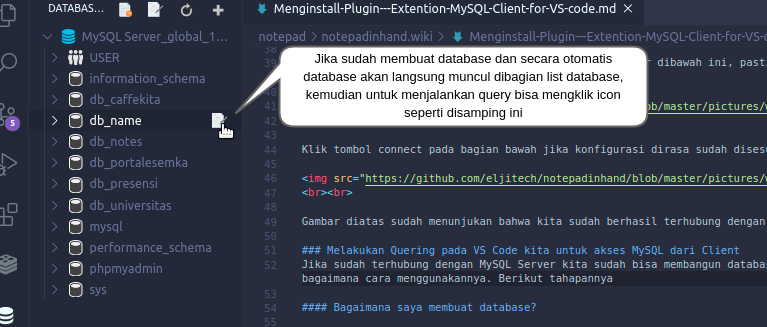 DATABAS...
MySQL Server_global_1...
USER
information_schema
db_caffekita
db_name
db_notes
db_portalesemka
db_presensi
db_universitas
mysql
performance_schema
phpmyadmin
sys
5
Menginstall-Plugin---Extention-MySQL-Client-for-VS-code.md
notepad > notepadinhand.wiki > Menginstall-Plugin---Extention-MySQL-Client-for-VS-c
Jika sudah membuat database dan secara otomatis
database akan langsung muncul dibagian list database,
kemudian untuk menjalankan query bisa mengklik icon
seperti disamping ini
38
39 r dibawah ini, past
40
41 ob/master/pictures/w
42
43
44 Klik tombol connect pada bagian bawah jika konfigurasi dirasa sudah disesu
45
46 <img src="https://github.com/eljitech/notepadinhand/blob/master/pictures/w
47 <br><br>
48
49 Gambar diatas sudah menunjukan bahwa kita sudah berhasil terhubung dengan
50
51 ### Melakukan Quering pada VS Code kita untuk akses MySQL dari Client
52 Jika sudah terhubung dengan MySQL Server kita sudah bisa membangun databas
bagaimana cara menggunakannya. Berikut tahapannya
53
54 #### Bagaimana saya membuat database?
55